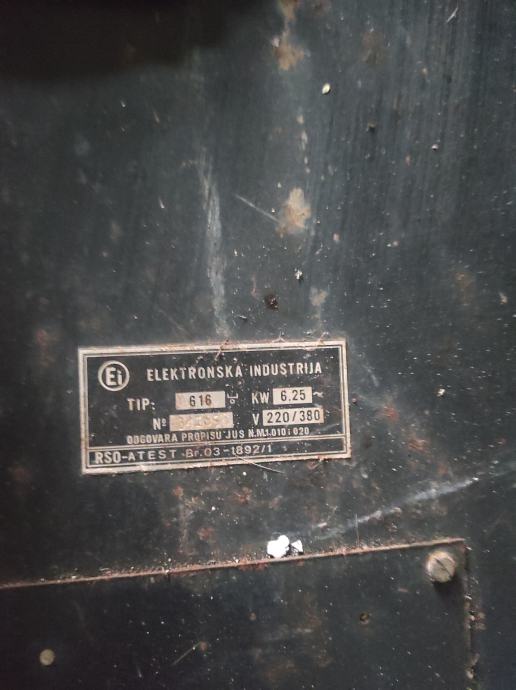 Ei ELEKTRONSKA INDUSTRIJA
TIP: 616 KW 6.25 ~
Nº V 220/380
ODGOVARA PROPISU JUS N.M1.010 i 020
RSO-ATEST Br.03-1892/1